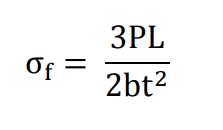 σf = 3PL / 2bt²